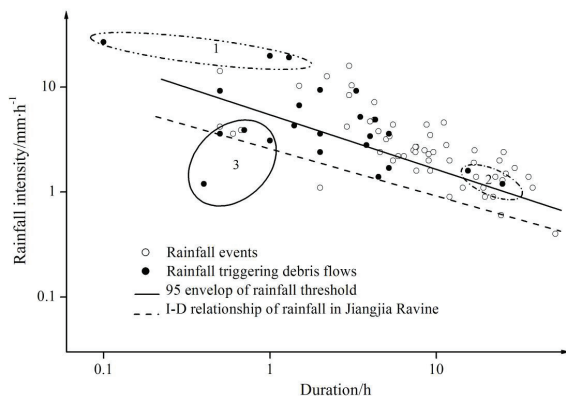 Rainfall intensity/mm·h⁻¹
10
1
0.1
1
2
3
Rainfall events
Rainfall triggering debris flows
95 envelop of rainfall threshold
I-D relationship of rainfall in Jiangjia Ravine
0.1
1
10
Duration/h